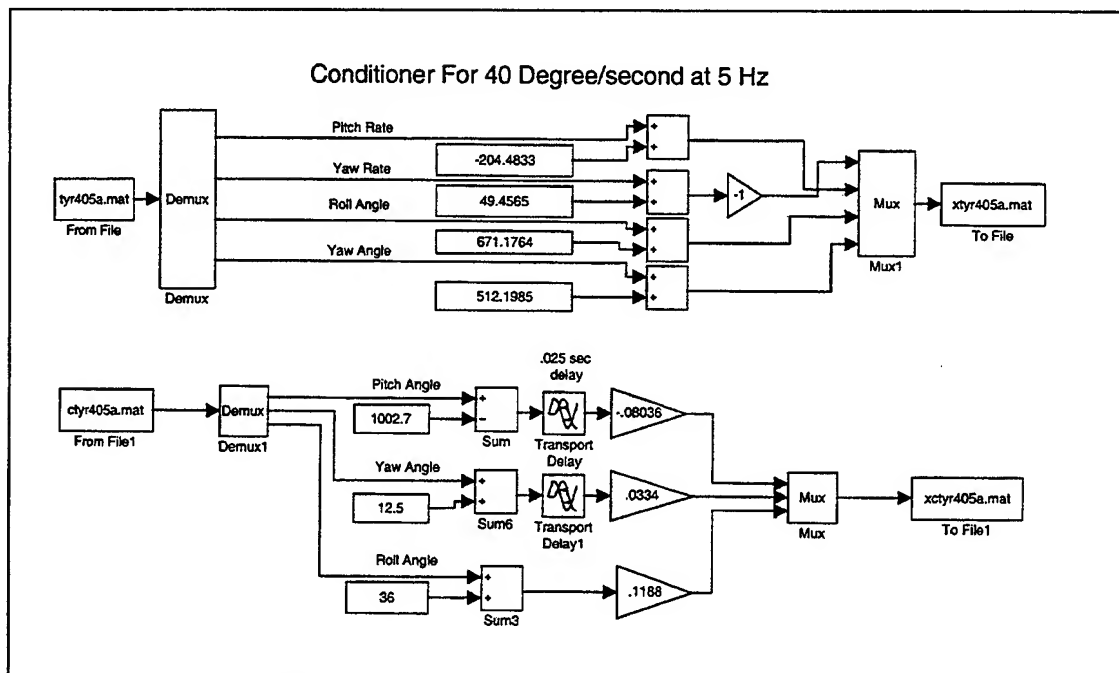 Conditioner For 40 Degree/second at 5 Hz
Pitch Rate
-204.4833
Yaw Rate
49.4565
-1
Roll Angle
671.1764
Yaw Angle
512.1985
tyr405a.mat
From File
Demux
Demux
Mux
Mux1
xtyr405a.mat
To File
.025 sec
delay
Pitch Angle
1002.7
Sum
Transport
Delay
-.08036
ctyr405a.mat
From File1
Demux
Demux1
Yaw Angle
12.5
Sum6
Transport
Delay1
.0334
Mux
Mux
xctyr405a.mat
To File1
Roll Angle
36
Sum3
.1188